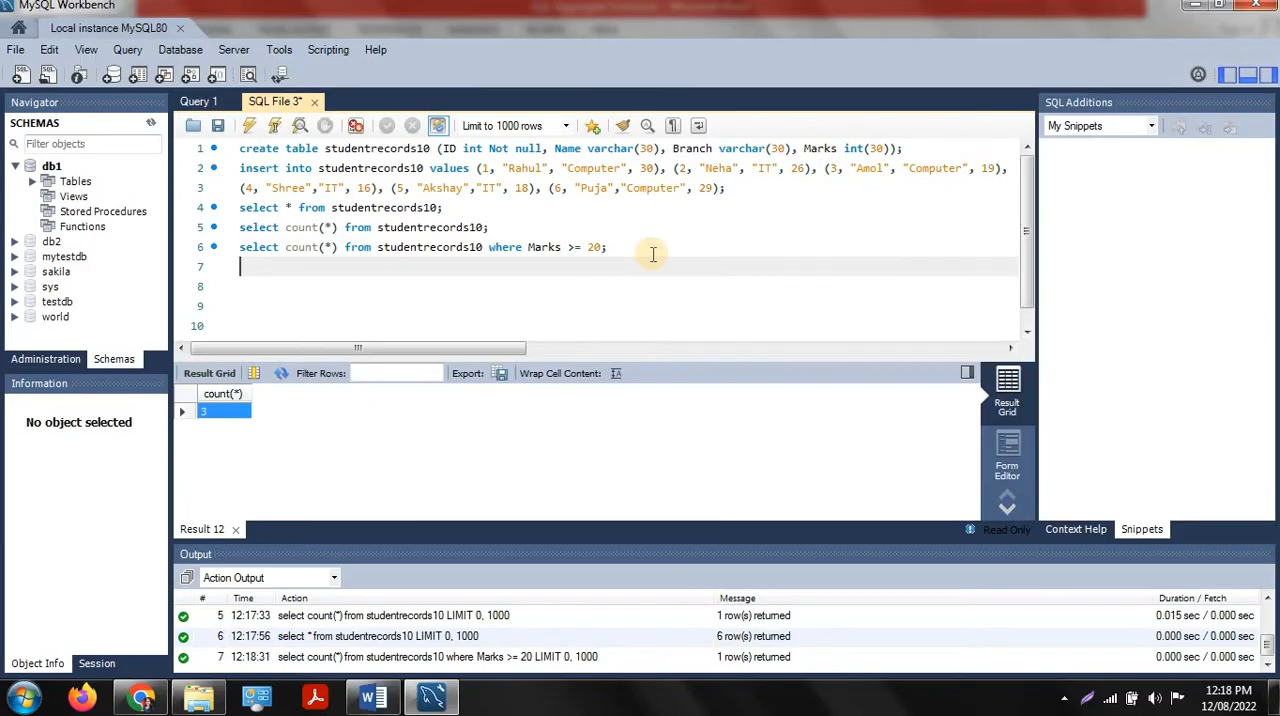 MySQL Workbench
Local instance MySQL80
File Edit View Query Database Server Tools Scripting Help
Navigator
SCHEMAS
Filter objects
db1
Tables
Views
Stored Procedures
Functions
db2
mytestdb
sakila
sys
testdb
world
Administration Schemas
Information
No object selected
Object Info Session
Query 1 SQL File 3*
Limit to 1000 rows
1 create table studentrecords10 (ID int Not null, Name varchar(30), Branch varchar(30), Marks int(30));
2 insert into studentrecords10 values (1, "Rahul", "Computer", 30), (2, "Neha", "IT", 26), (3, "Amol", "Computer", 19),
3 (4, "Shree","IT", 16), (5, "Akshay","IT", 18), (6, "Puja","Computer", 29);
4 select * from studentrecords10;
5 select count(*) from studentrecords10;
6 select count(*) from studentrecords10 where Marks >= 20;
7
8
9
10
Result Grid Filter Rows: Export: Wrap Cell Content:
count(*)
3
Result Grid
Form Editor
Result 12
Read Only
SQL Additions
My Snippets
Context Help Snippets
Output
Action Output
# Time Action Message Duration / Fetch
5 12:17:33 select count(*) from studentrecords10 LIMIT 0, 1000 1 row(s) returned 0.015 sec / 0.000 sec
6 12:17:56 select * from studentrecords10 LIMIT 0, 1000 6 row(s) returned 0.000 sec / 0.000 sec
7 12:18:31 select count(*) from studentrecords10 where Marks >= 20 LIMIT 0, 1000 1 row(s) returned 0.000 sec / 0.000 sec
12:18 PM
12/08/2022